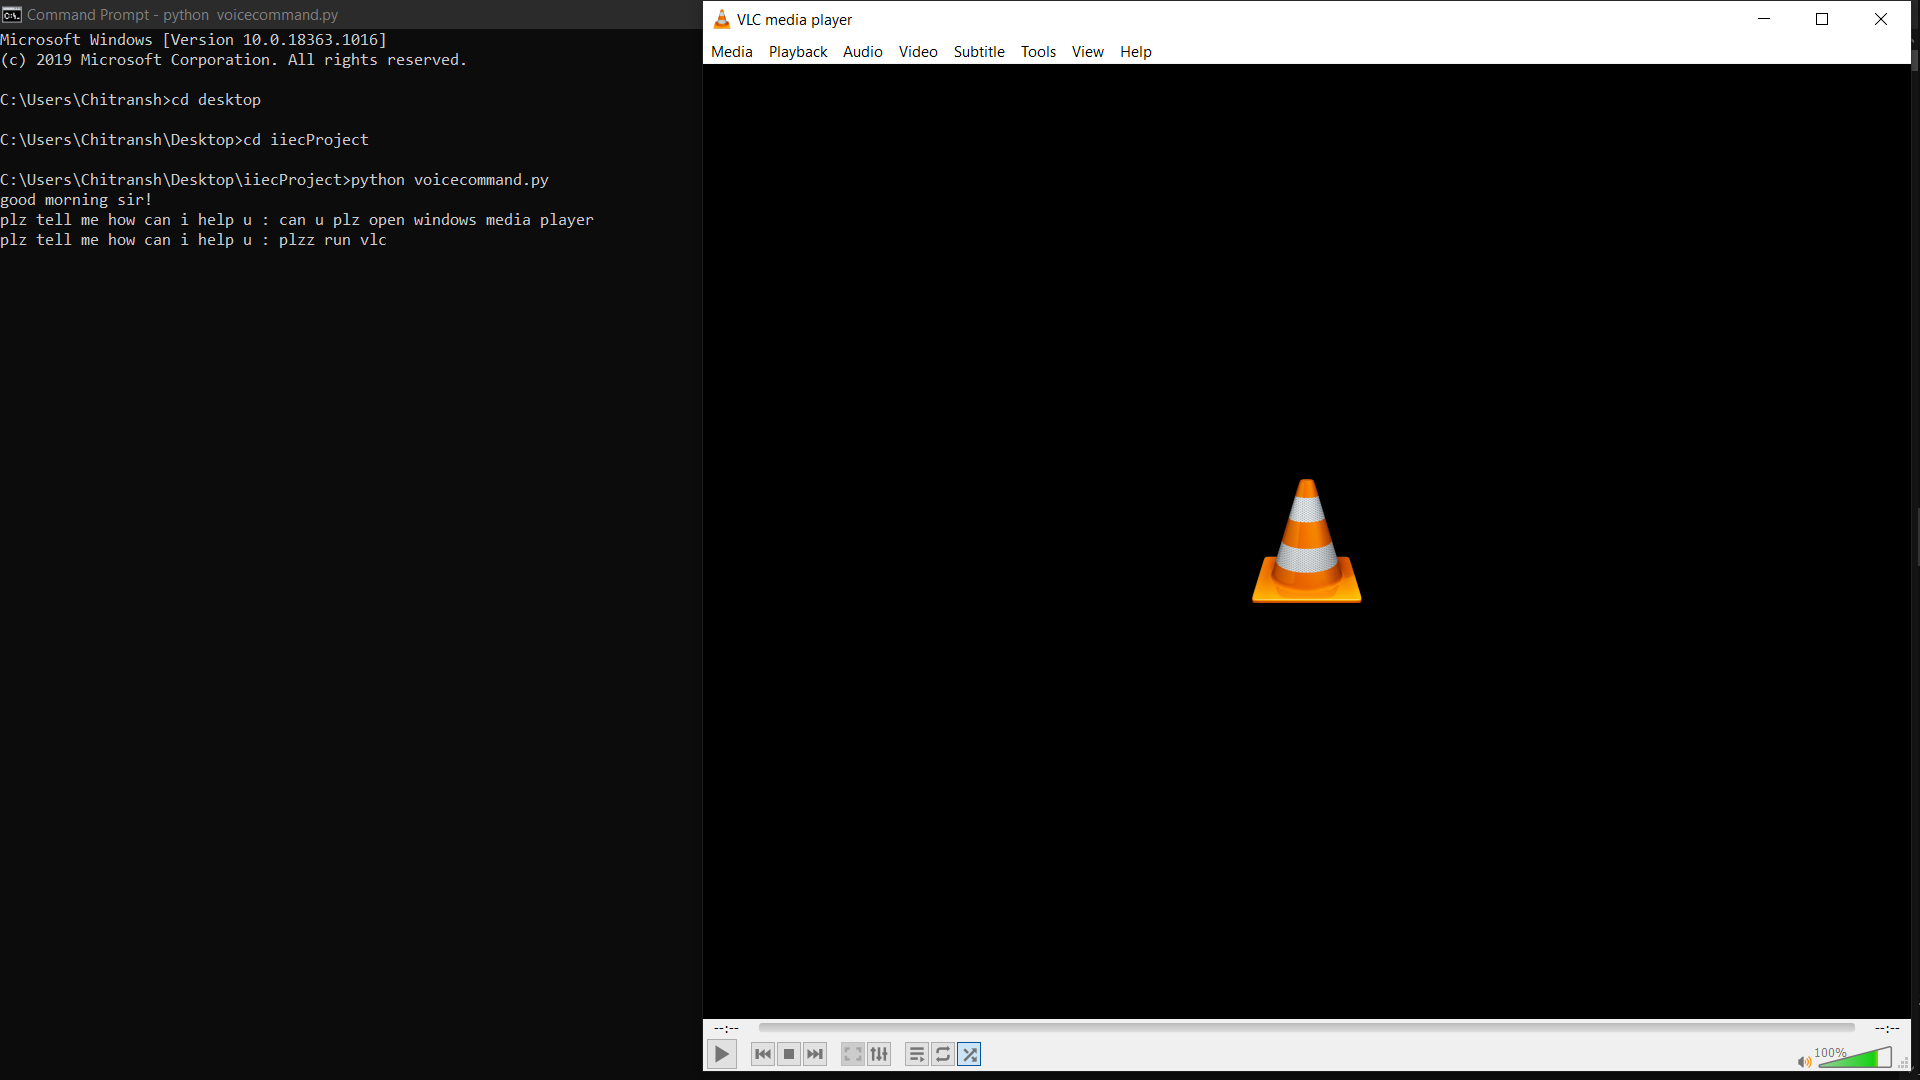 Command Prompt - python  voicecommand.py
Microsoft Windows [Version 10.0.18363.1016]
(c) 2019 Microsoft Corporation. All rights reserved.
C:\Users\Chitransh>cd desktop
C:\Users\Chitransh\Desktop>cd iiecProject
C:\Users\Chitransh\Desktop\iiecProject>python voicecommand.py
good morning sir!
plz tell me how can i help u : can u plz open windows media player
plz tell me how can i help u : plzz run vlc
VLC media player
Media Playback Audio Video Subtitle Tools View Help
--:-- --:--
100%